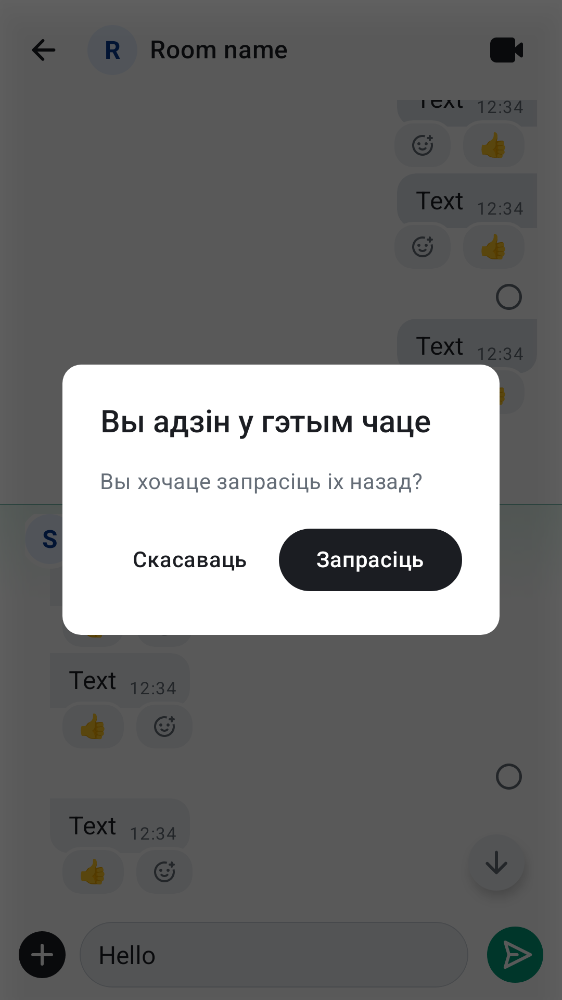 R Room name
Text 12:34
Text 12:34
Text 12:34
Вы адзін у гэтым чаце
Вы хочаце запрасіць іх назад?
Скасаваць Запрасіць
S
Text 12:34
Text 12:34
Hello